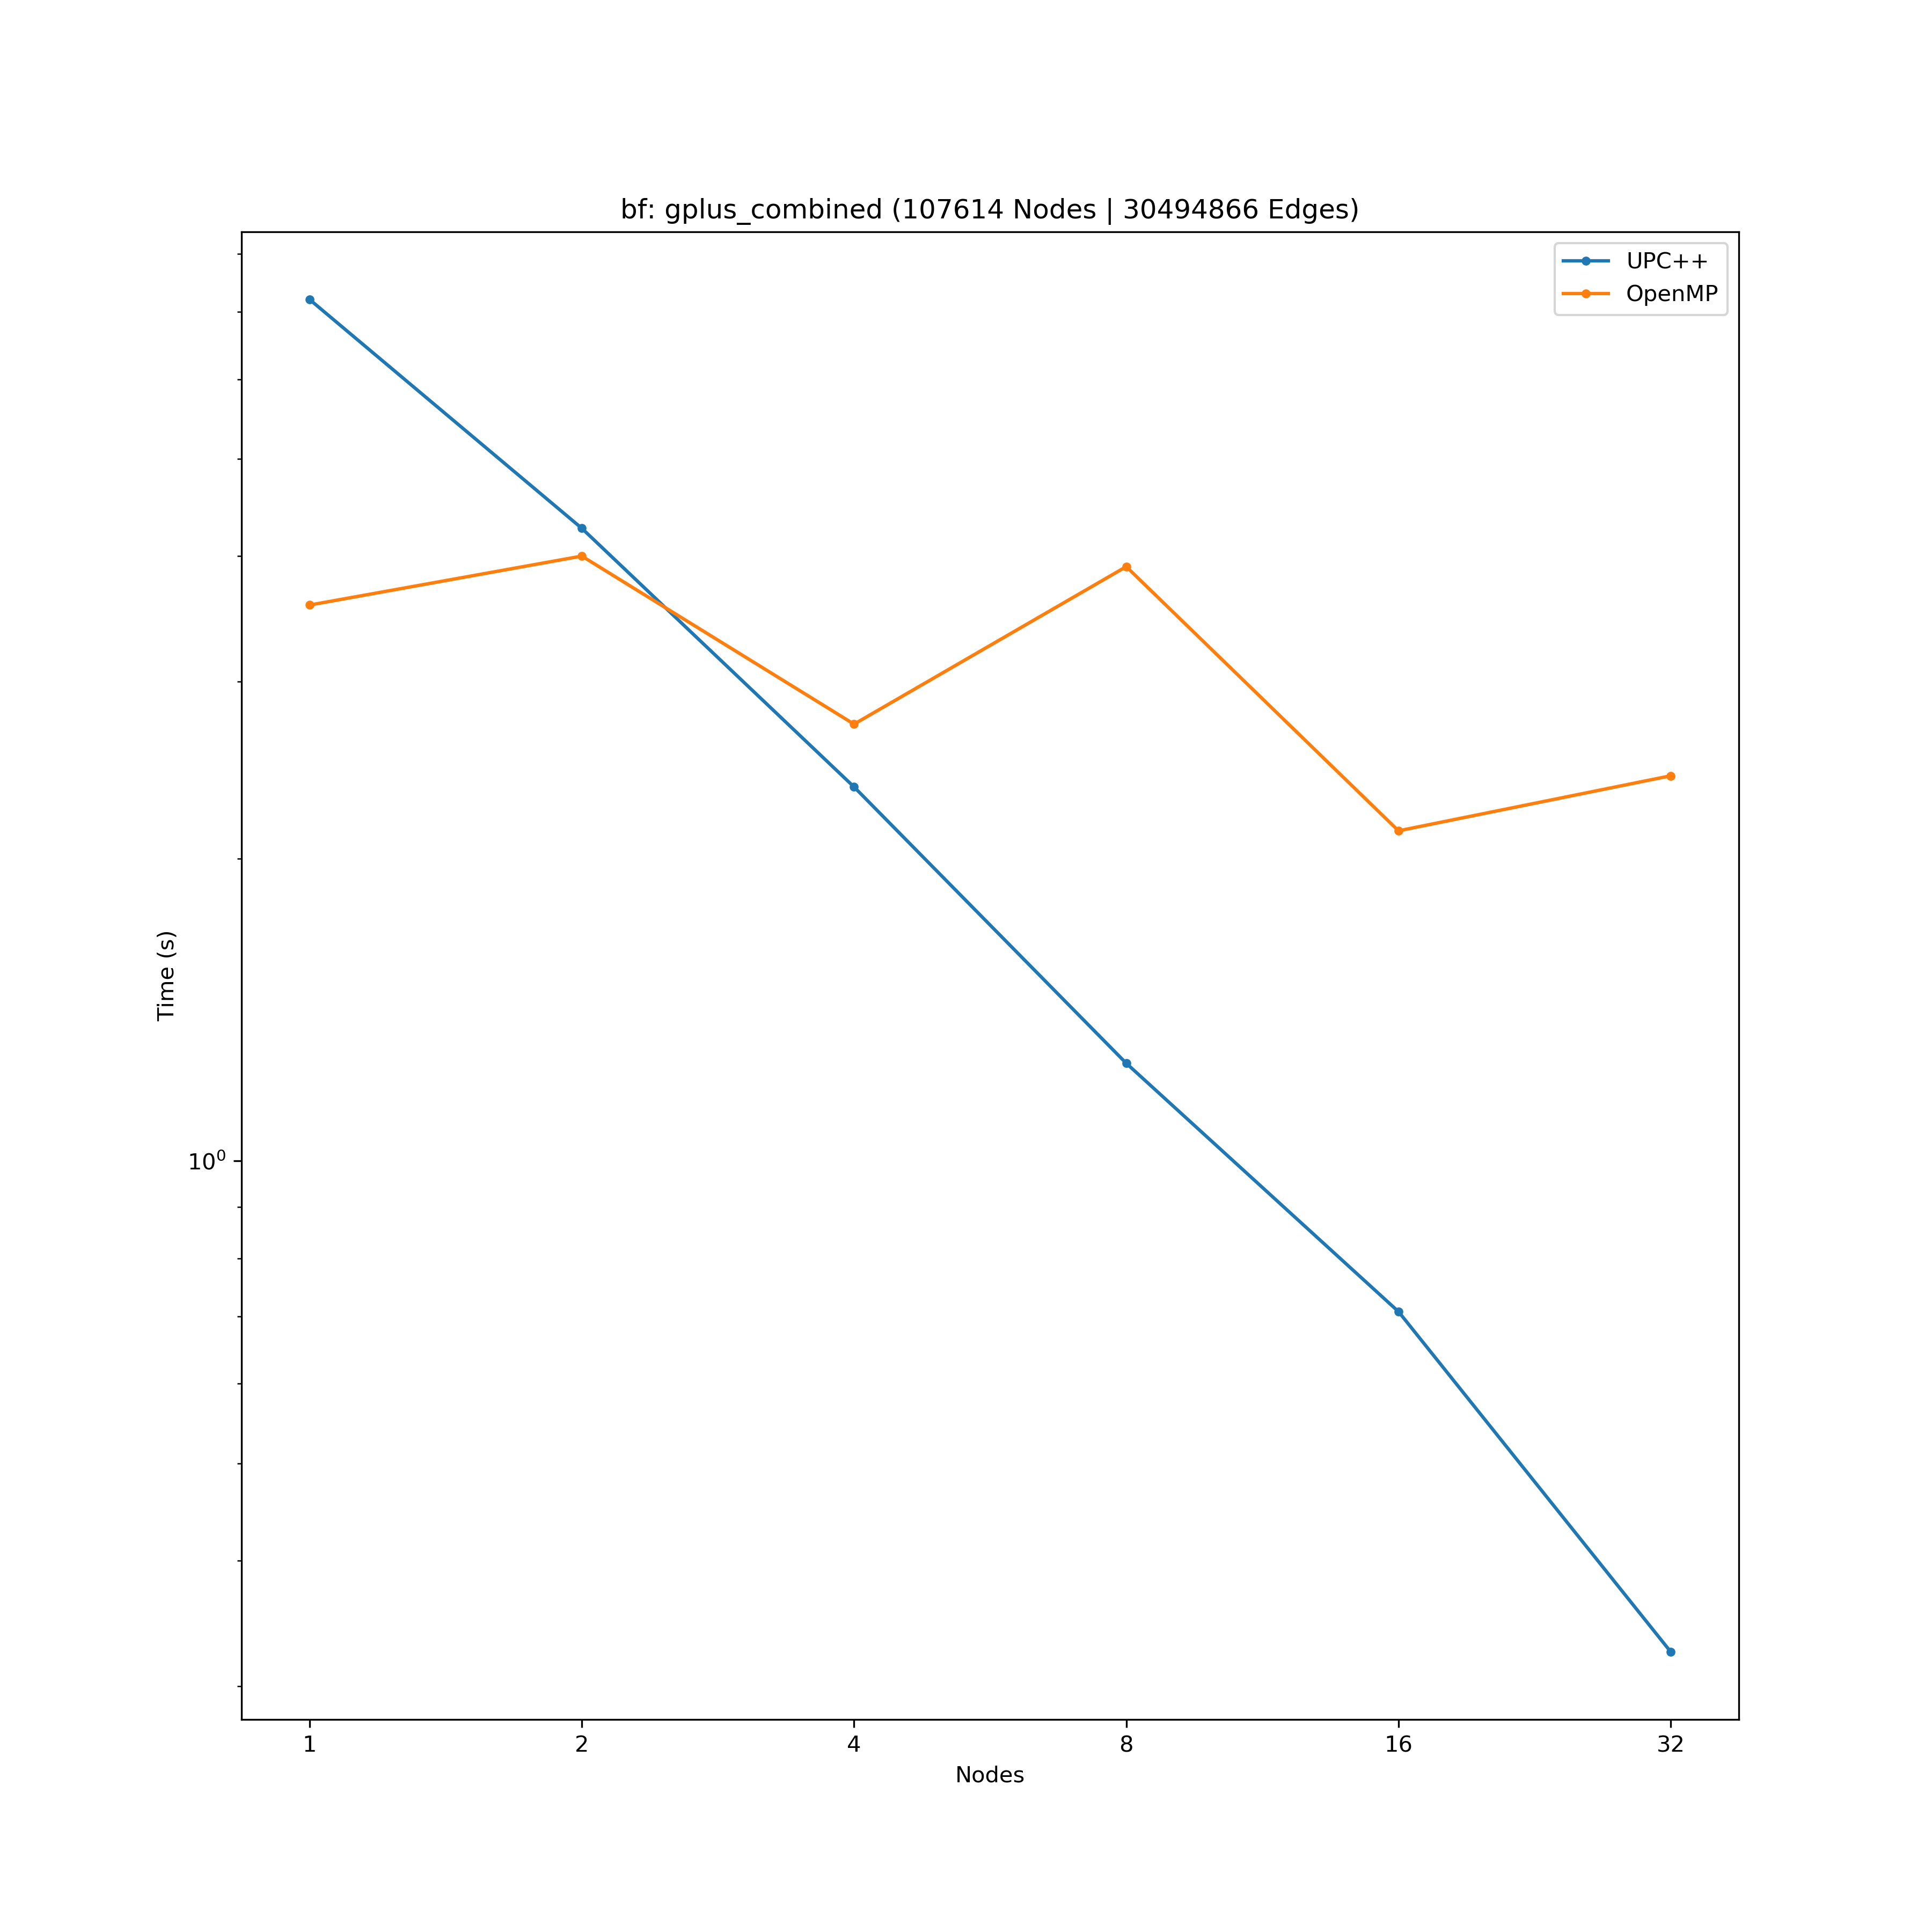 bf: gplus_combined (107614 Nodes | 30494866 Edges)
UPC++
OpenMP
Time (s)
10⁰
1 2 4 8 16 32
Nodes